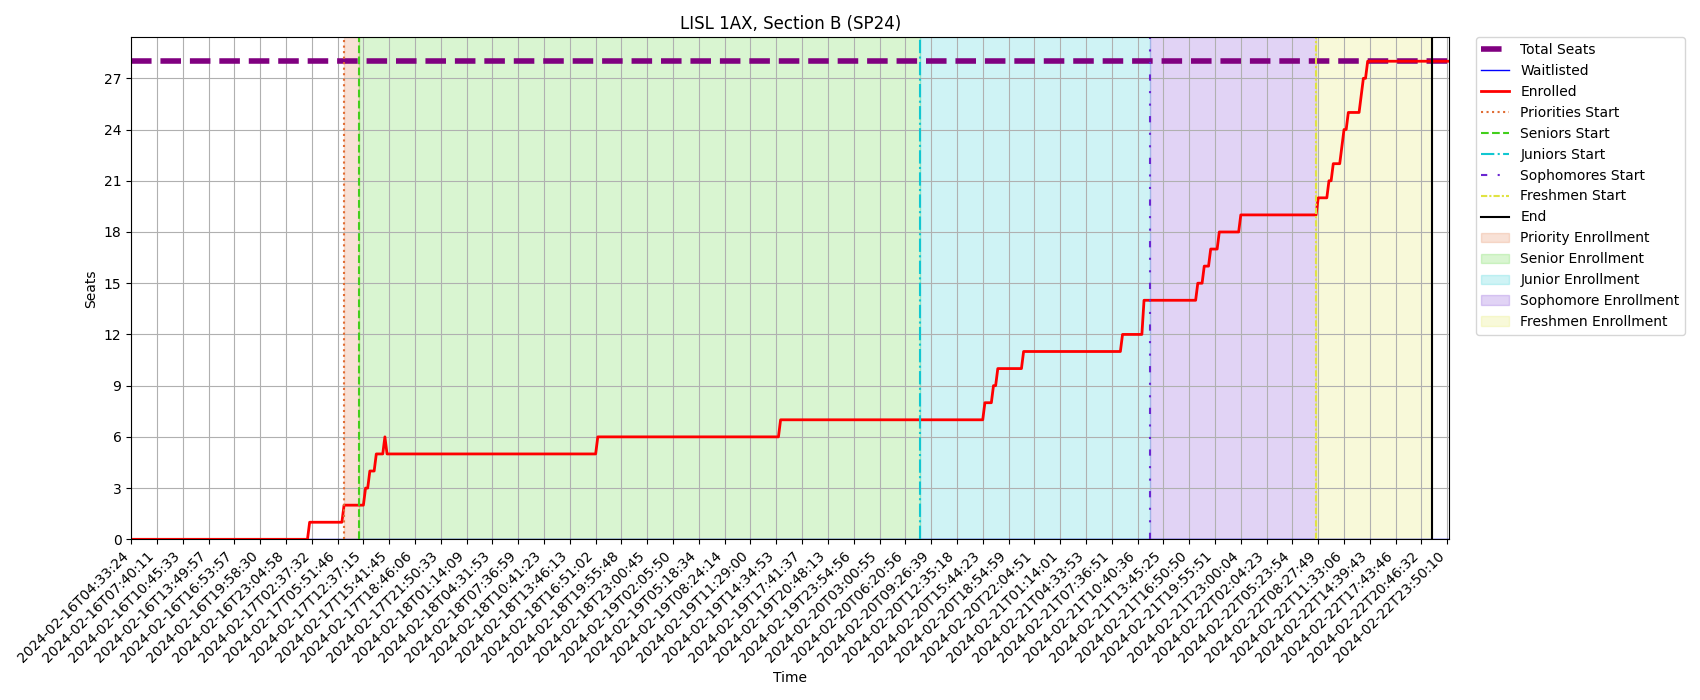 LISL 1AX, Section B (SP24)
Total Seats
Waitlisted
Enrolled
Priorities Start
Seniors Start
Juniors Start
Sophomores Start
Freshmen Start
End
Priority Enrollment
Senior Enrollment
Junior Enrollment
Sophomore Enrollment
Freshmen Enrollment
Seats
27
24
21
18
15
12
9
6
3
0
2024-02-16T04:33:24
2024-02-16T07:40:11
2024-02-16T10:45:33
2024-02-16T13:49:57
2024-02-16T16:53:57
2024-02-16T19:58:30
2024-02-16T23:04:58
2024-02-17T02:37:32
2024-02-17T05:51:46
2024-02-17T12:37:15
2024-02-17T15:41:45
2024-02-17T18:46:06
2024-02-17T21:50:33
2024-02-18T01:14:09
2024-02-18T04:31:53
2024-02-18T07:36:59
2024-02-18T10:41:23
2024-02-18T13:46:13
2024-02-18T16:51:02
2024-02-18T19:55:48
2024-02-18T23:00:45
2024-02-19T02:05:50
2024-02-19T05:18:34
2024-02-19T08:24:14
2024-02-19T11:29:00
2024-02-19T14:34:53
2024-02-19T17:41:37
2024-02-19T20:48:13
2024-02-19T23:54:56
2024-02-20T03:00:55
2024-02-20T06:20:56
2024-02-20T09:26:39
2024-02-20T12:35:18
2024-02-20T15:44:23
2024-02-20T18:54:59
2024-02-20T22:04:51
2024-02-21T01:14:01
2024-02-21T04:33:53
2024-02-21T07:36:51
2024-02-21T10:40:36
2024-02-21T13:45:25
2024-02-21T16:50:50
2024-02-21T19:55:51
2024-02-21T23:00:04
2024-02-22T02:04:23
2024-02-22T05:23:54
2024-02-22T08:27:49
2024-02-22T11:33:06
2024-02-22T14:39:43
2024-02-22T17:43:46
2024-02-22T20:46:32
2024-02-22T23:50:10
Time